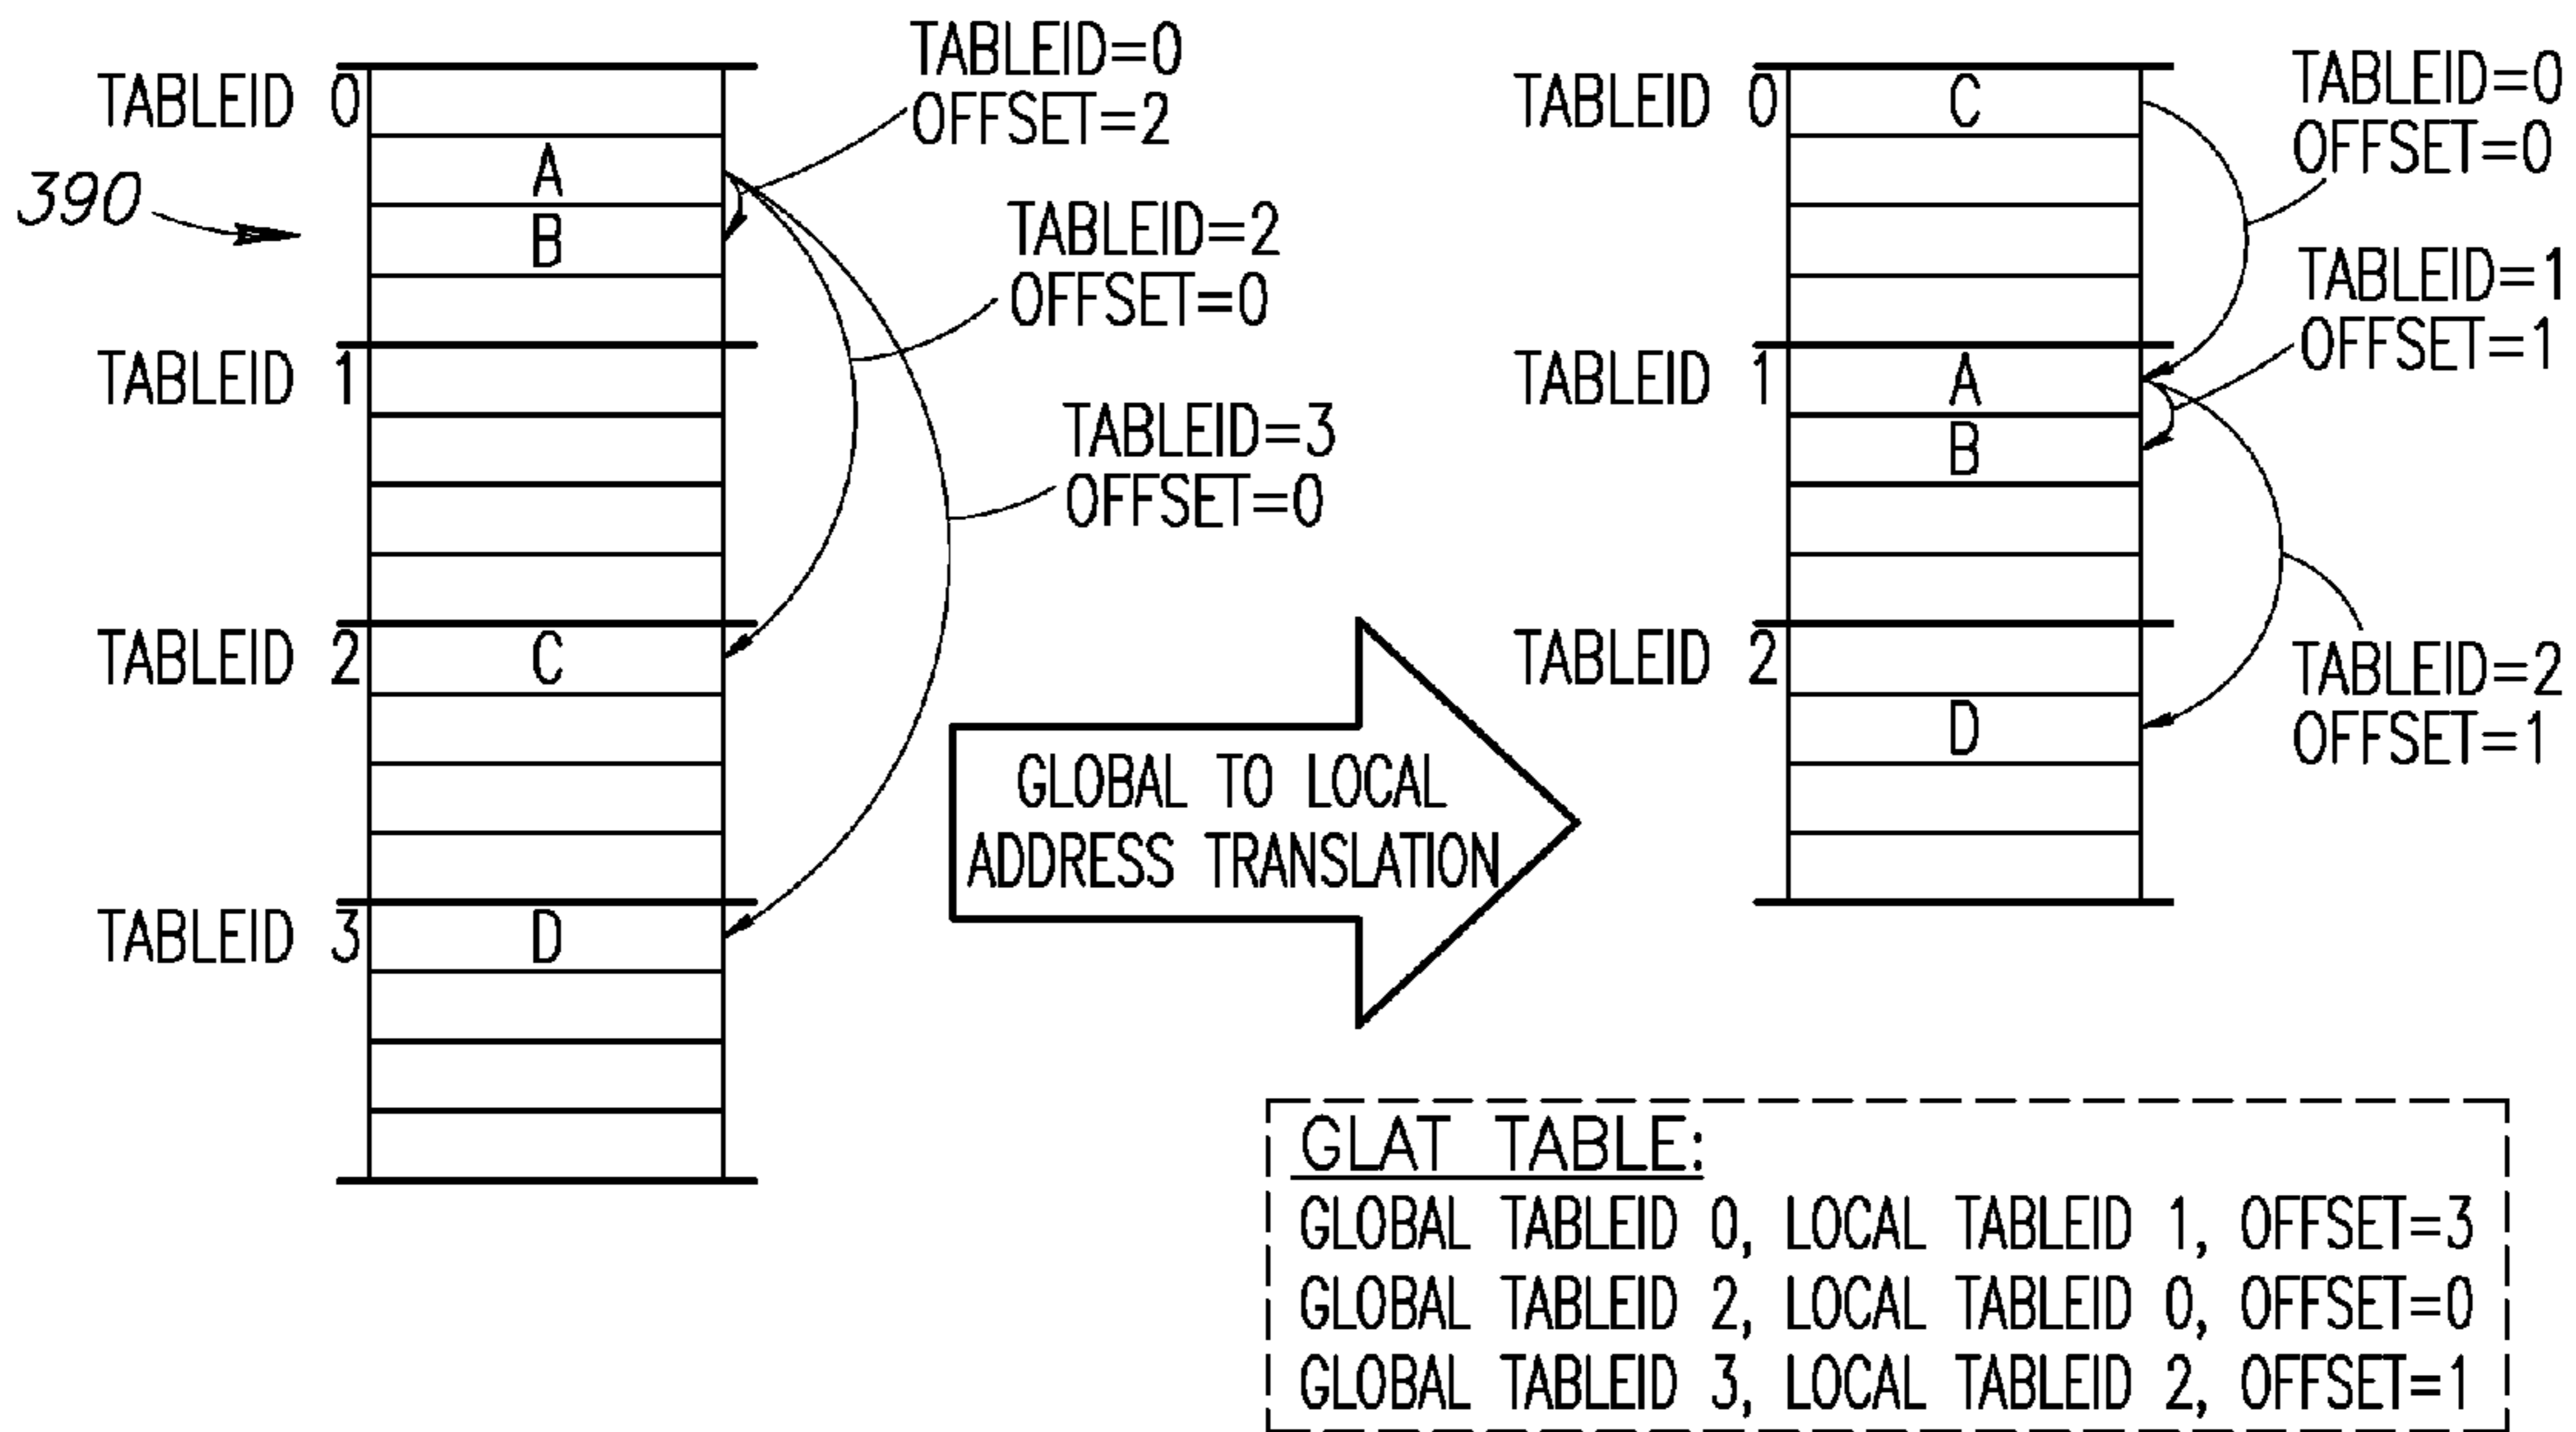 TABLEID 0
A
390
B
TABLEID 1
TABLEID 2
C
TABLEID 3
D
TABLEID=0
OFFSET=2
TABLEID=2
OFFSET=0
TABLEID=3
OFFSET=0
GLOBAL TO LOCAL
ADDRESS TRANSLATION
TABLEID 0
C
TABLEID 1
A
B
TABLEID 2
D
TABLEID=0
OFFSET=0
TABLEID=1
OFFSET=1
TABLEID=2
OFFSET=1
GLAT TABLE:
GLOBAL TABLEID 0, LOCAL TABLEID 1, OFFSET=3
GLOBAL TABLEID 2, LOCAL TABLEID 0, OFFSET=0
GLOBAL TABLEID 3, LOCAL TABLEID 2, OFFSET=1